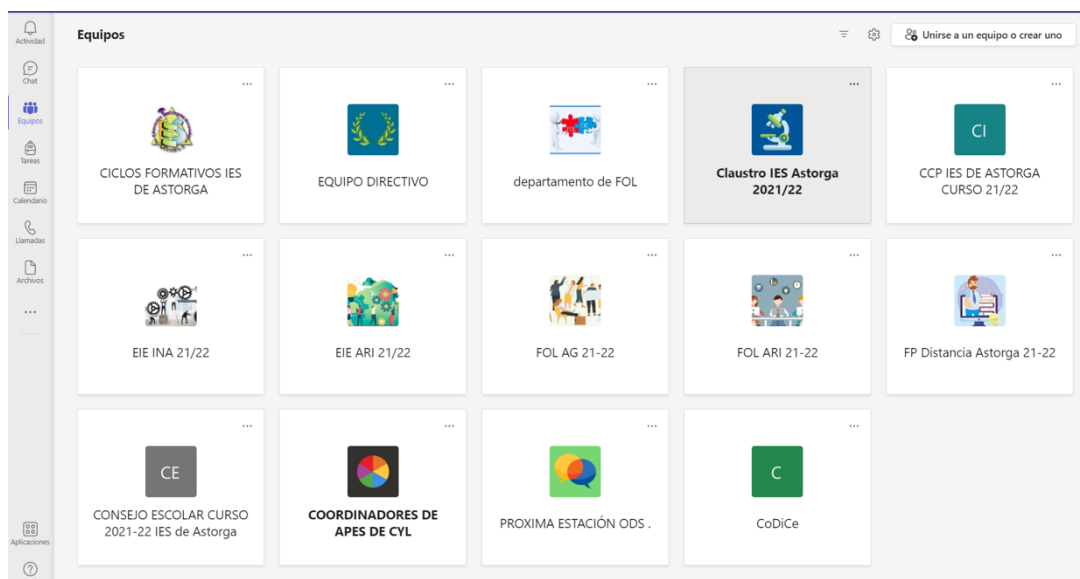 Actividad
Chat
Equipos
Tareas
Calendario
Llamadas
Archivos
Aplicaciones
Equipos
Unirse a un equipo o crear uno
CICLOS FORMATIVOS IES
DE ASTORGA
EQUIPO DIRECTIVO
departamento de FOL
Claustro IES Astorga
2021/22
CI
CCP IES DE ASTORGA
CURSO 21/22
EIE INA 21/22
EIE ARI 21/22
FOL AG 21-22
FOL ARI 21-22
FP Distancia Astorga 21-22
CE
CONSEJO ESCOLAR CURSO
2021-22 IES de Astorga
COORDINADORES DE
APES DE CYL
PROXIMA ESTACIÓN ODS .
C
CoDiCe